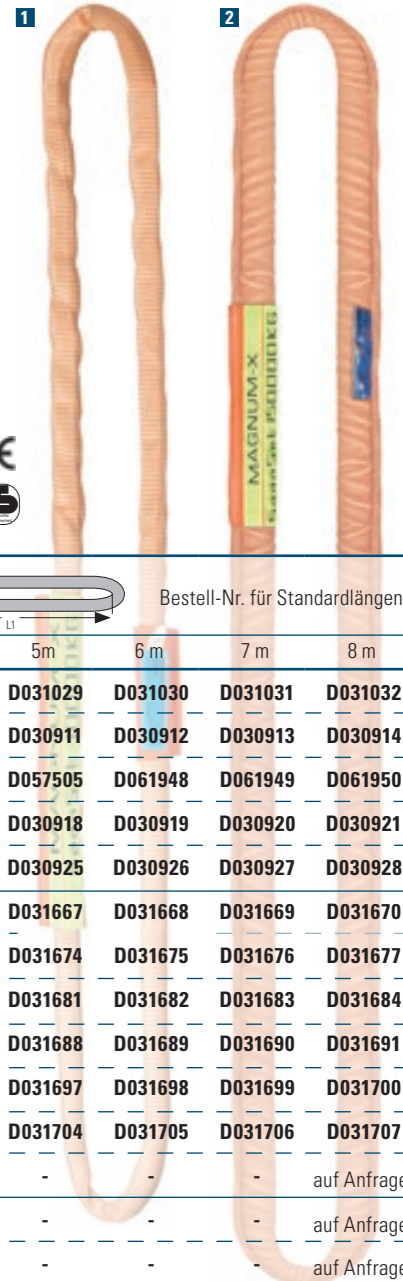 1 2
MAGNUM-X
L1
Bestell-Nr. für Standardlängen
5m 6 m 7 m 8 m
D031029 D031030 D031031 D031032
D030911 D030912 D030913 D030914
D057505 D061948 D061949 D061950
D030918 D030919 D030920 D030921
D030925 D030926 D030927 D030928
D031667 D031668 D031669 D031670
D031674 D031675 D031676 D031677
D031681 D031682 D031683 D031684
D031688 D031689 D031690 D031691
D031697 D031698 D031699 D031700
D031704 D031705 D031706 D031707
- - - auf Anfrage
- - - auf Anfrage
- - - auf Anfrage